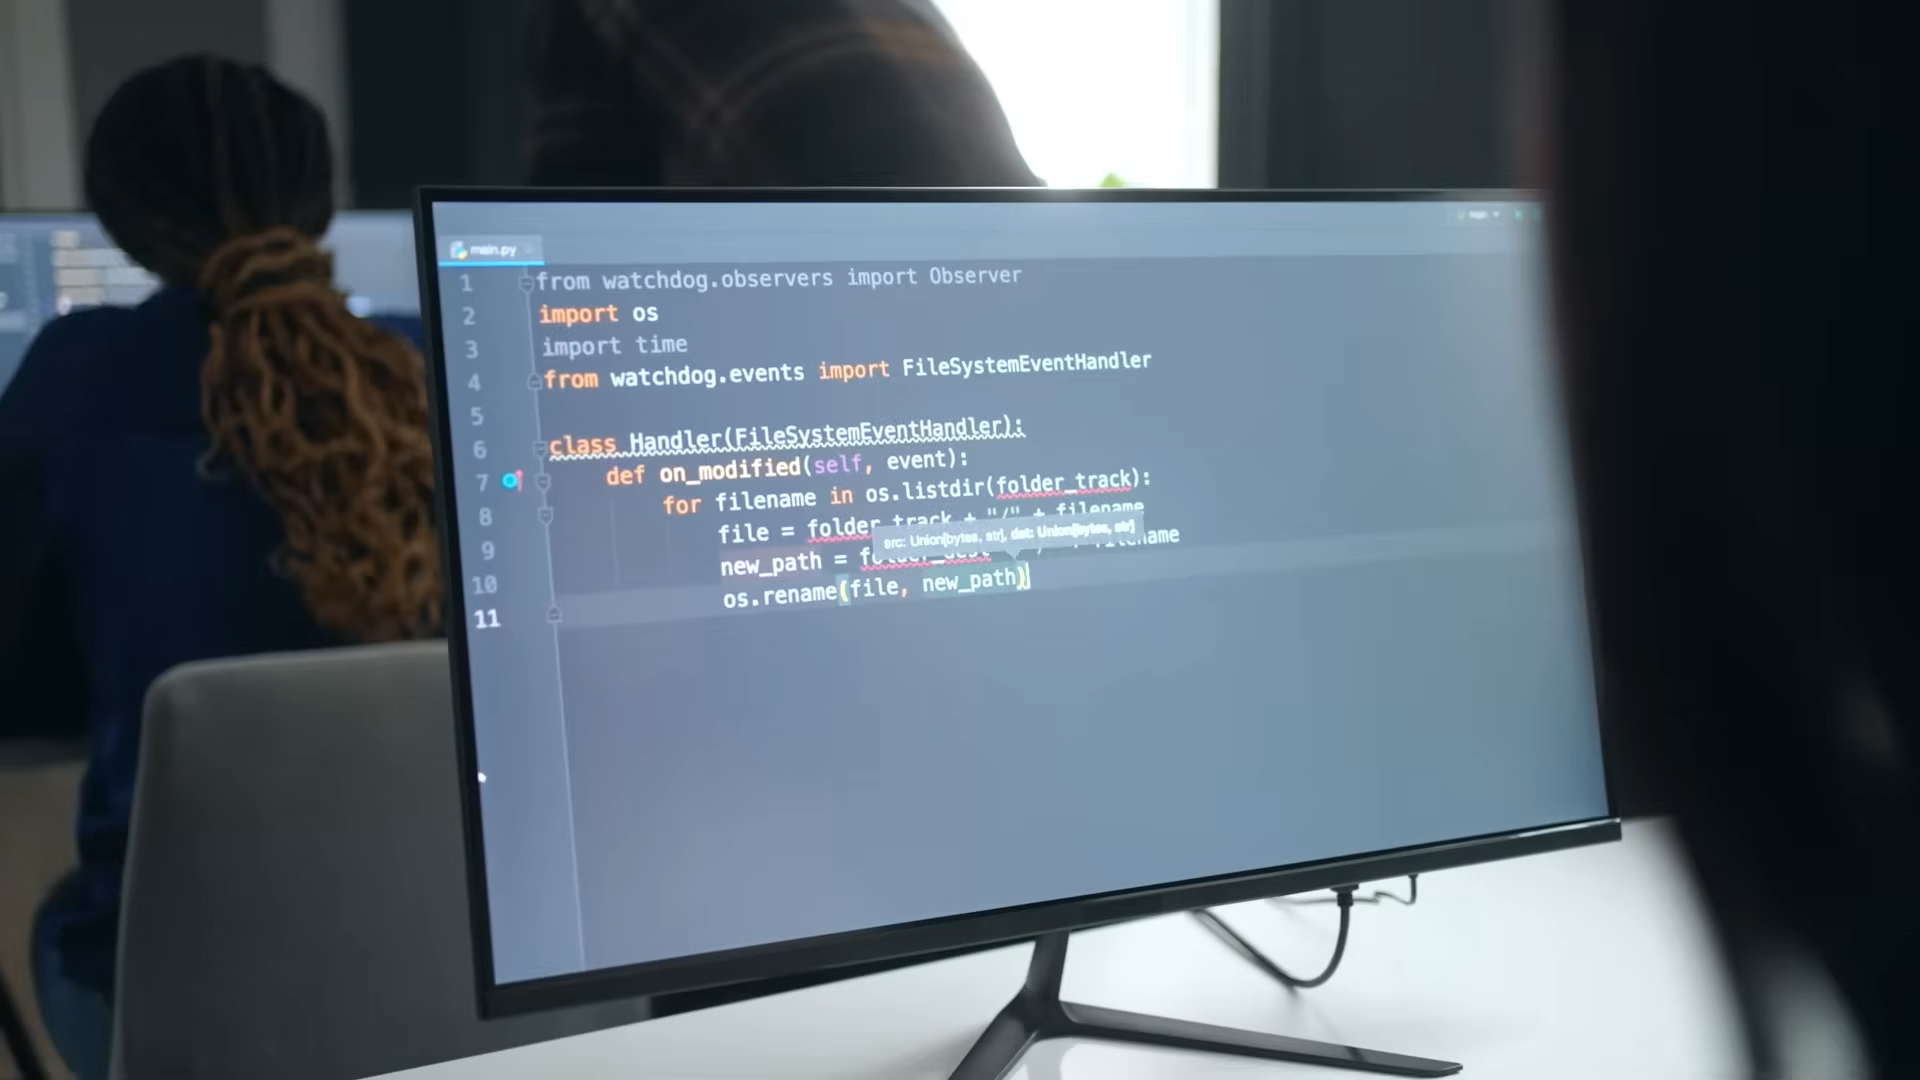 main.py
1 from watchdog.observers import Observer
2 import os
3 import time
4 from watchdog.events import import FileSystemEventHandler
5
6 class Handler(FileSystemEventHandler):
7 def on_modified(self, event):
8 for filename in os.listdir(folder_track):
9 file = folder_track + "/" + filename
src: Union[bytes, str], dst: Union[bytes, str]
10 new_path = folder_dest
11 os.rename(file, new_path)